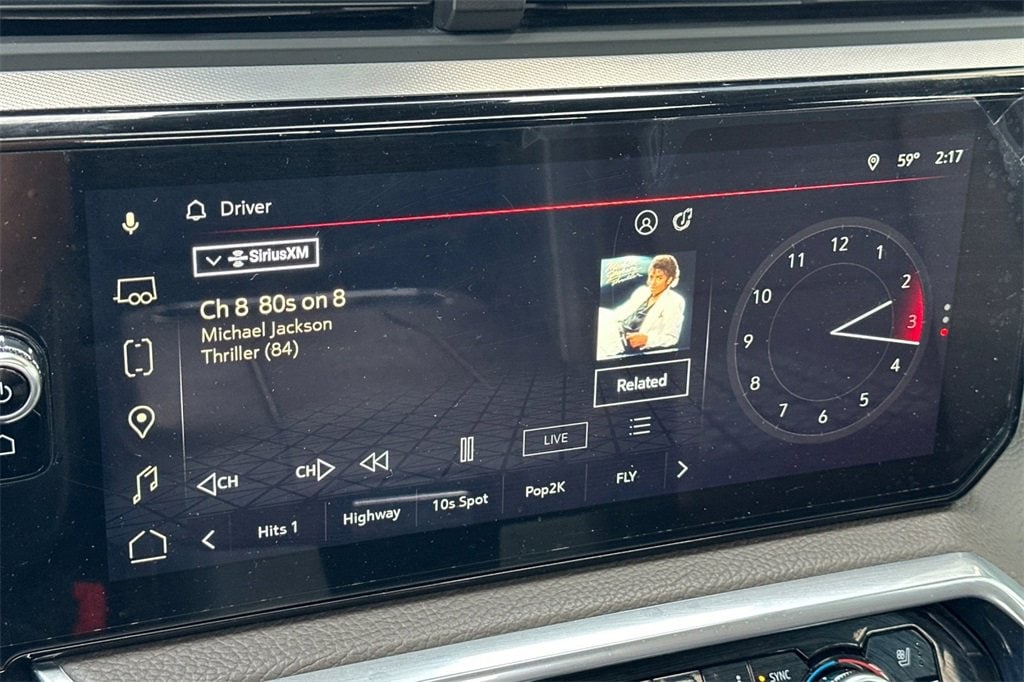 59° 2:17
Driver
SiriusXM
Ch 8 80s on 8
Michael Jackson
Thriller (84)
Related
12
1
2
3
4
5
6
7
8
9
10
11
LIVE
CH
CH
Hits 1
Highway
10s Spot
Pop2K
FLY
SYNC